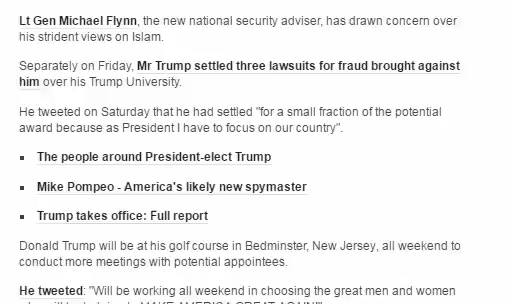 Lt Gen Michael Flynn, the new national security adviser, has drawn concern over
his strident views on Islam.
Separately on Friday, Mr Trump settled three lawsuits for fraud brought against
him over his Trump University.
He tweeted on Saturday that he had settled "for a small fraction of the potential
award because as President I have to focus on our country".
The people around President-elect Trump
Mike Pompeo - America's likely new spymaster
Trump takes office: Full report
Donald Trump will be at his golf course in Bedminster, New Jersey, all weekend to
conduct more meetings with potential appointees.
He tweeted: "Will be working all weekend in choosing the great men and women